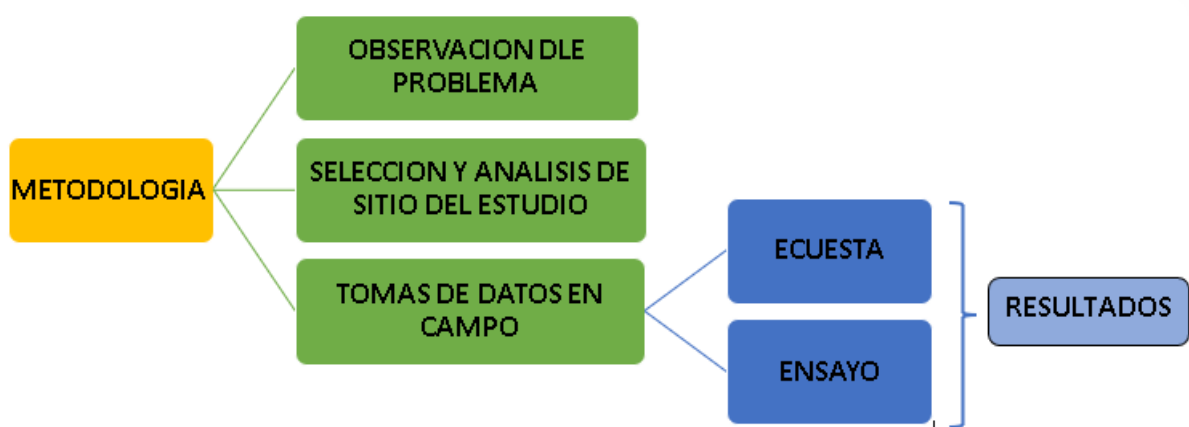 METODOLOGIA
OBSERVACION DLE
PROBLEMA
SELECCION Y ANALISIS DE
SITIO DEL ESTUDIO
TOMAS DE DATOS EN
CAMPO
ECUESTA
ENSAYO
RESULTADOS